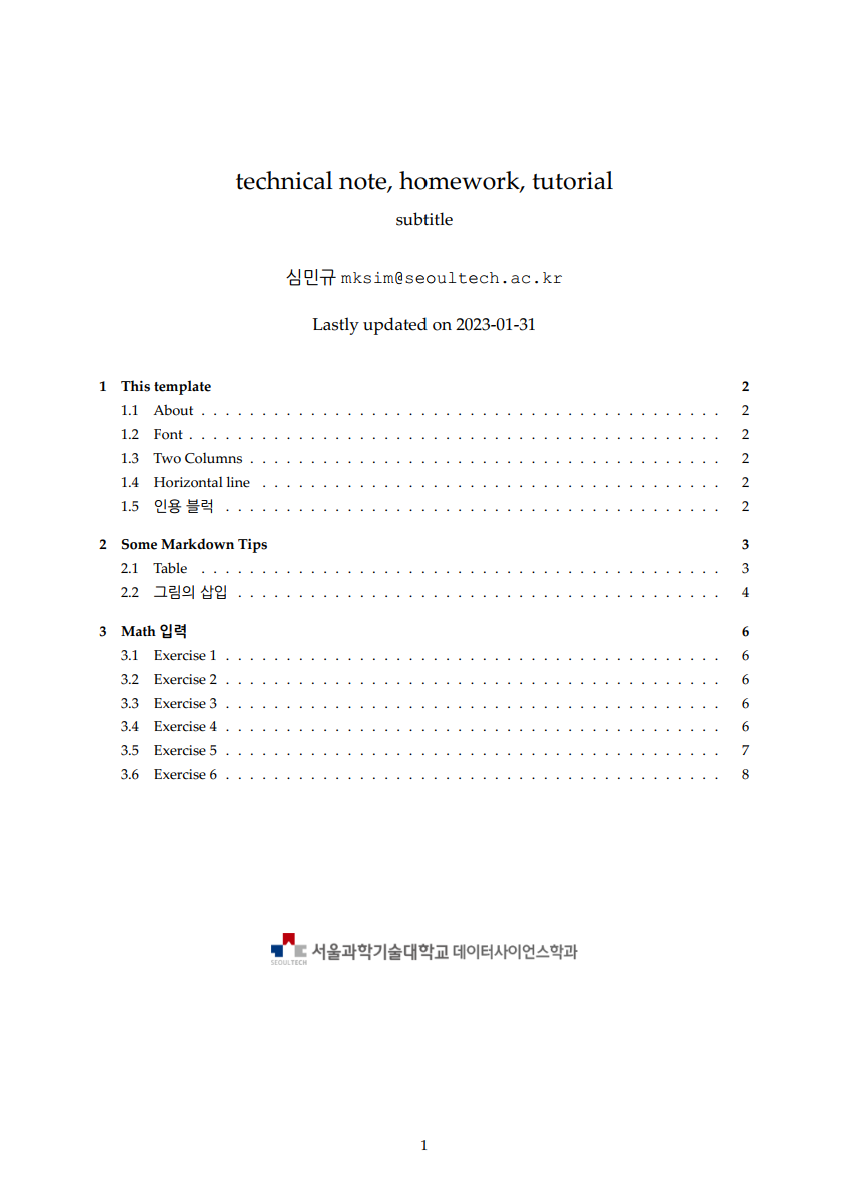 technical note, homework, tutorial
subtitle
심민규 mksim@seoultech.ac.kr
Lastly updated on 2023-01-31
1 This template 2
1.1 About . . . . . . . . . . . . . . . . . . . . . . . . . . . . . . . . . . . . . . . . . . . 2
1.2 Font . . . . . . . . . . . . . . . . . . . . . . . . . . . . . . . . . . . . . . . . . . . . 2
1.3 Two Columns . . . . . . . . . . . . . . . . . . . . . . . . . . . . . . . . . . . . . . . 2
1.4 Horizontal line . . . . . . . . . . . . . . . . . . . . . . . . . . . . . . . . . . . . . . 2
1.5 인용 블럭 . . . . . . . . . . . . . . . . . . . . . . . . . . . . . . . . . . . . . . . . . 2
2 Some Markdown Tips 3
2.1 Table . . . . . . . . . . . . . . . . . . . . . . . . . . . . . . . . . . . . . . . . . . . 3
2.2 그림의 삽입 . . . . . . . . . . . . . . . . . . . . . . . . . . . . . . . . . . . . . . . . 4
3 Math 입력 6
3.1 Exercise 1 . . . . . . . . . . . . . . . . . . . . . . . . . . . . . . . . . . . . . . . . . 6
3.2 Exercise 2 . . . . . . . . . . . . . . . . . . . . . . . . . . . . . . . . . . . . . . . . . 6
3.3 Exercise 3 . . . . . . . . . . . . . . . . . . . . . . . . . . . . . . . . . . . . . . . . . 6
3.4 Exercise 4 . . . . . . . . . . . . . . . . . . . . . . . . . . . . . . . . . . . . . . . . . 6
3.5 Exercise 5 . . . . . . . . . . . . . . . . . . . . . . . . . . . . . . . . . . . . . . . . . 7
3.6 Exercise 6 . . . . . . . . . . . . . . . . . . . . . . . . . . . . . . . . . . . . . . . . . 8
서울과학기술대학교 데이터사이언스학과
SEOULTECH
1